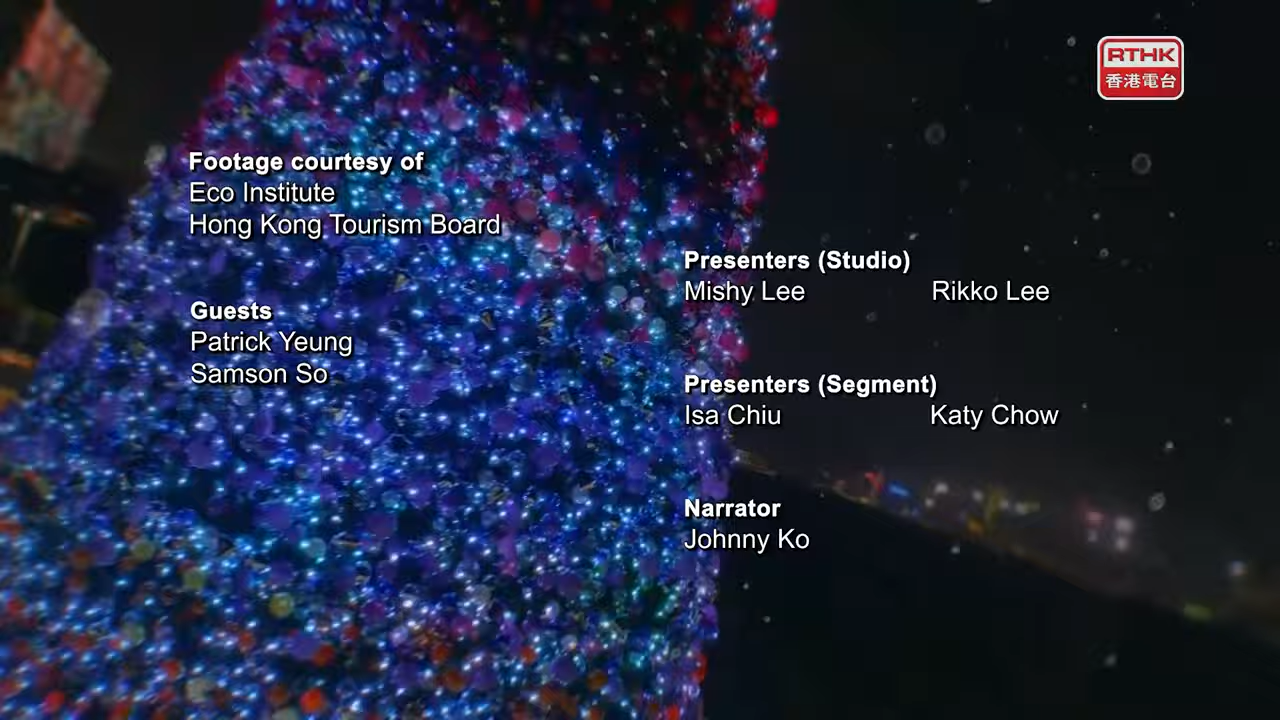 RTHK
香港電台
Footage courtesy of
Eco Institute
Hong Kong Tourism Board
Guests
Patrick Yeung
Samson So
Presenters (Studio)
Mishy Lee Rikko Lee
Presenters (Segment)
Isa Chiu Katy Chow
Narrator
Johnny Ko